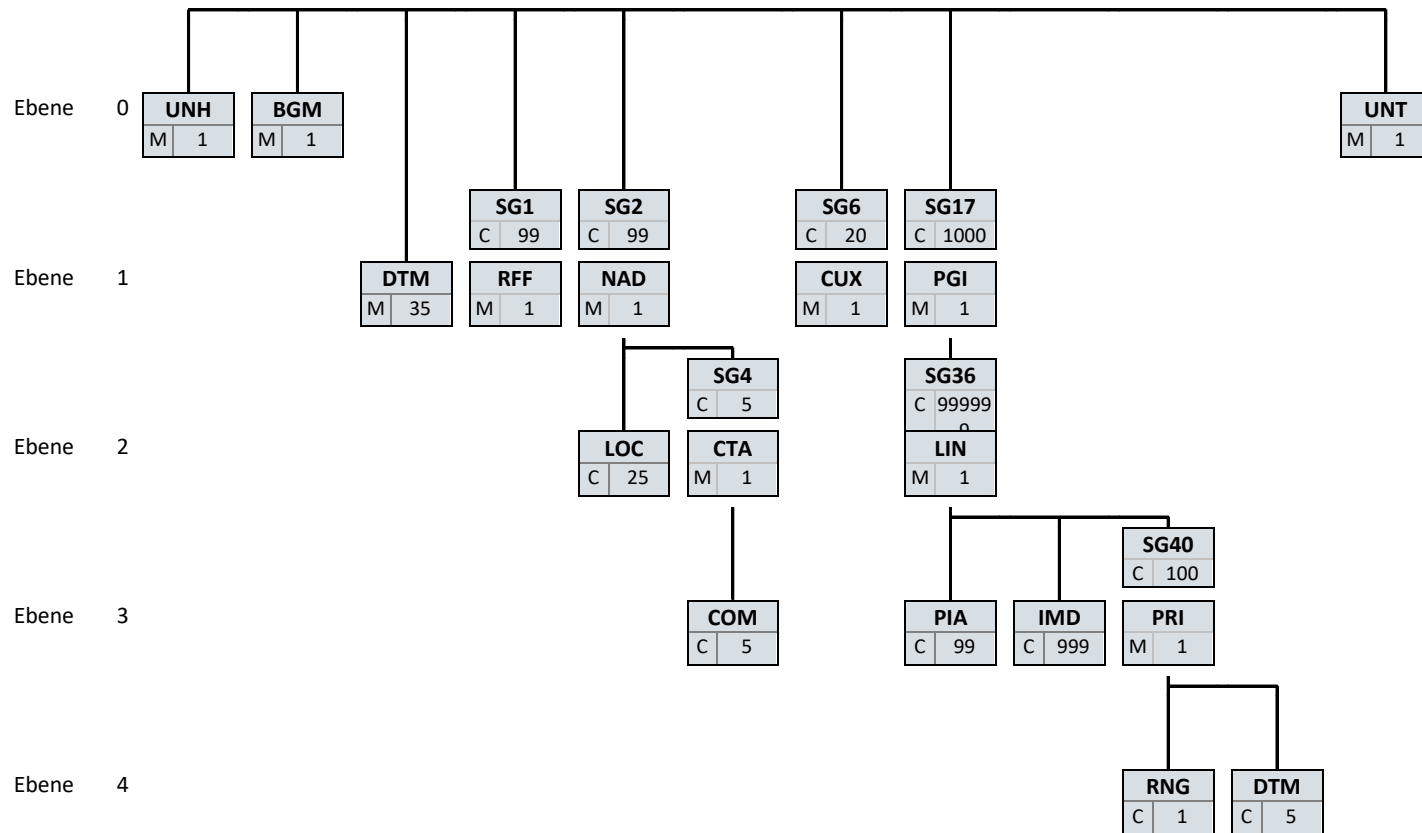 Ebene 0 UNH BGM UNT
M 1 M 1 M 1
SG1 SG2 SG6 SG17
C 99 C 99 C 20 C 1000
Ebene 1 DTM RFF NAD CUX PGI
M 35 M 1 M 1 M 1 M 1
SG4 SG36
C 5 C 99999
Ebene 2 LOC CTA LIN
C 25 M 1 M 1
SG40
C 100
Ebene 3 COM PIA IMD PRI
C 5 C 99 C 999 M 1
Ebene 4 RNG DTM
C 1 C 5